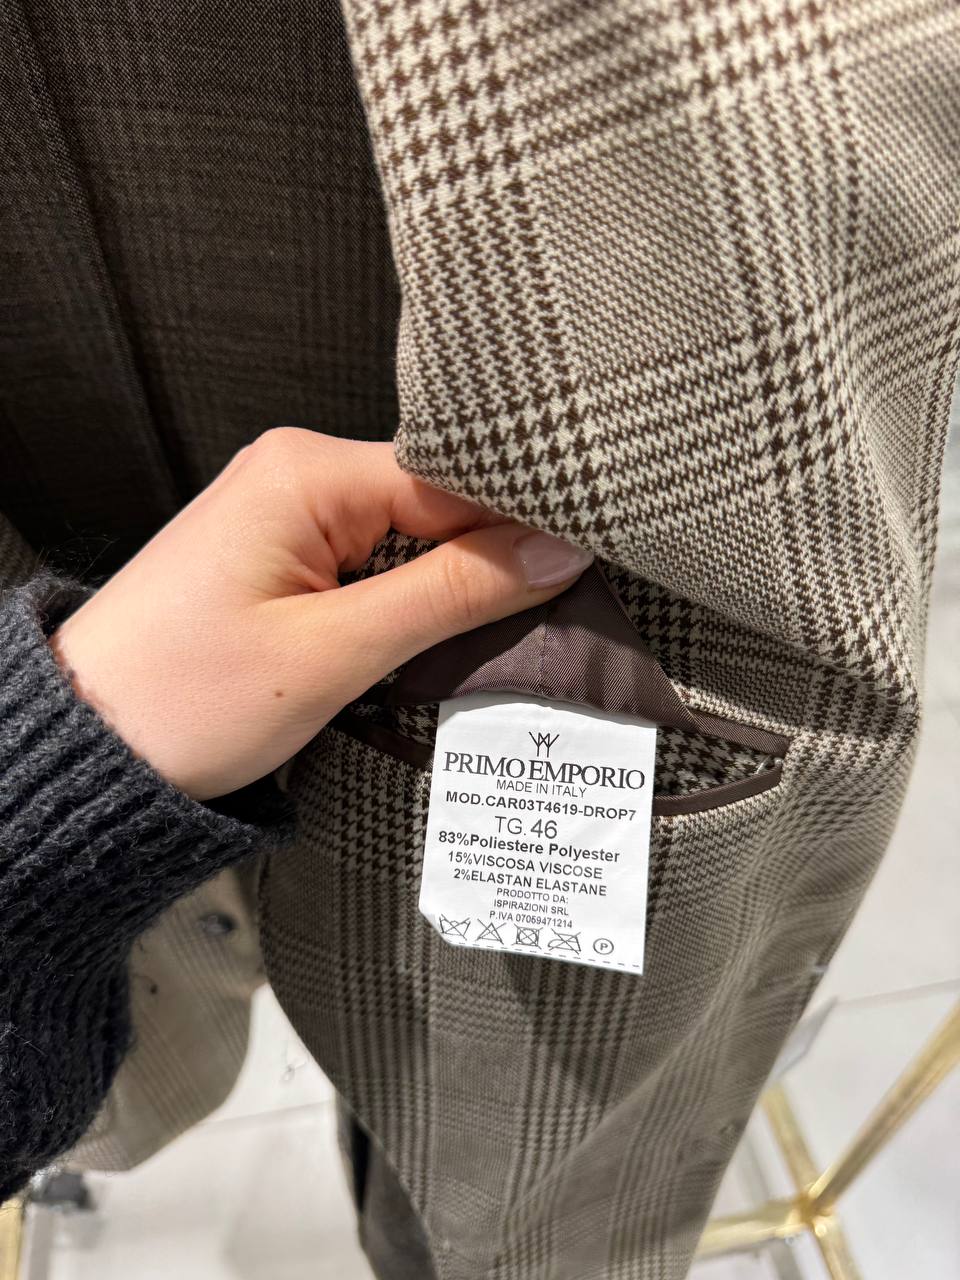 PRIMO EMPORIO
MADE IN ITALY
MOD.CAR03T4619-DROP7
TG.46
83%Poliestere Polyester
15%VISCOSA VISCOSE
2%ELASTAN ELASTANE
PRODOTTO DA:
ISPIRAZIONI SRL
P.IVA 07059471214
P